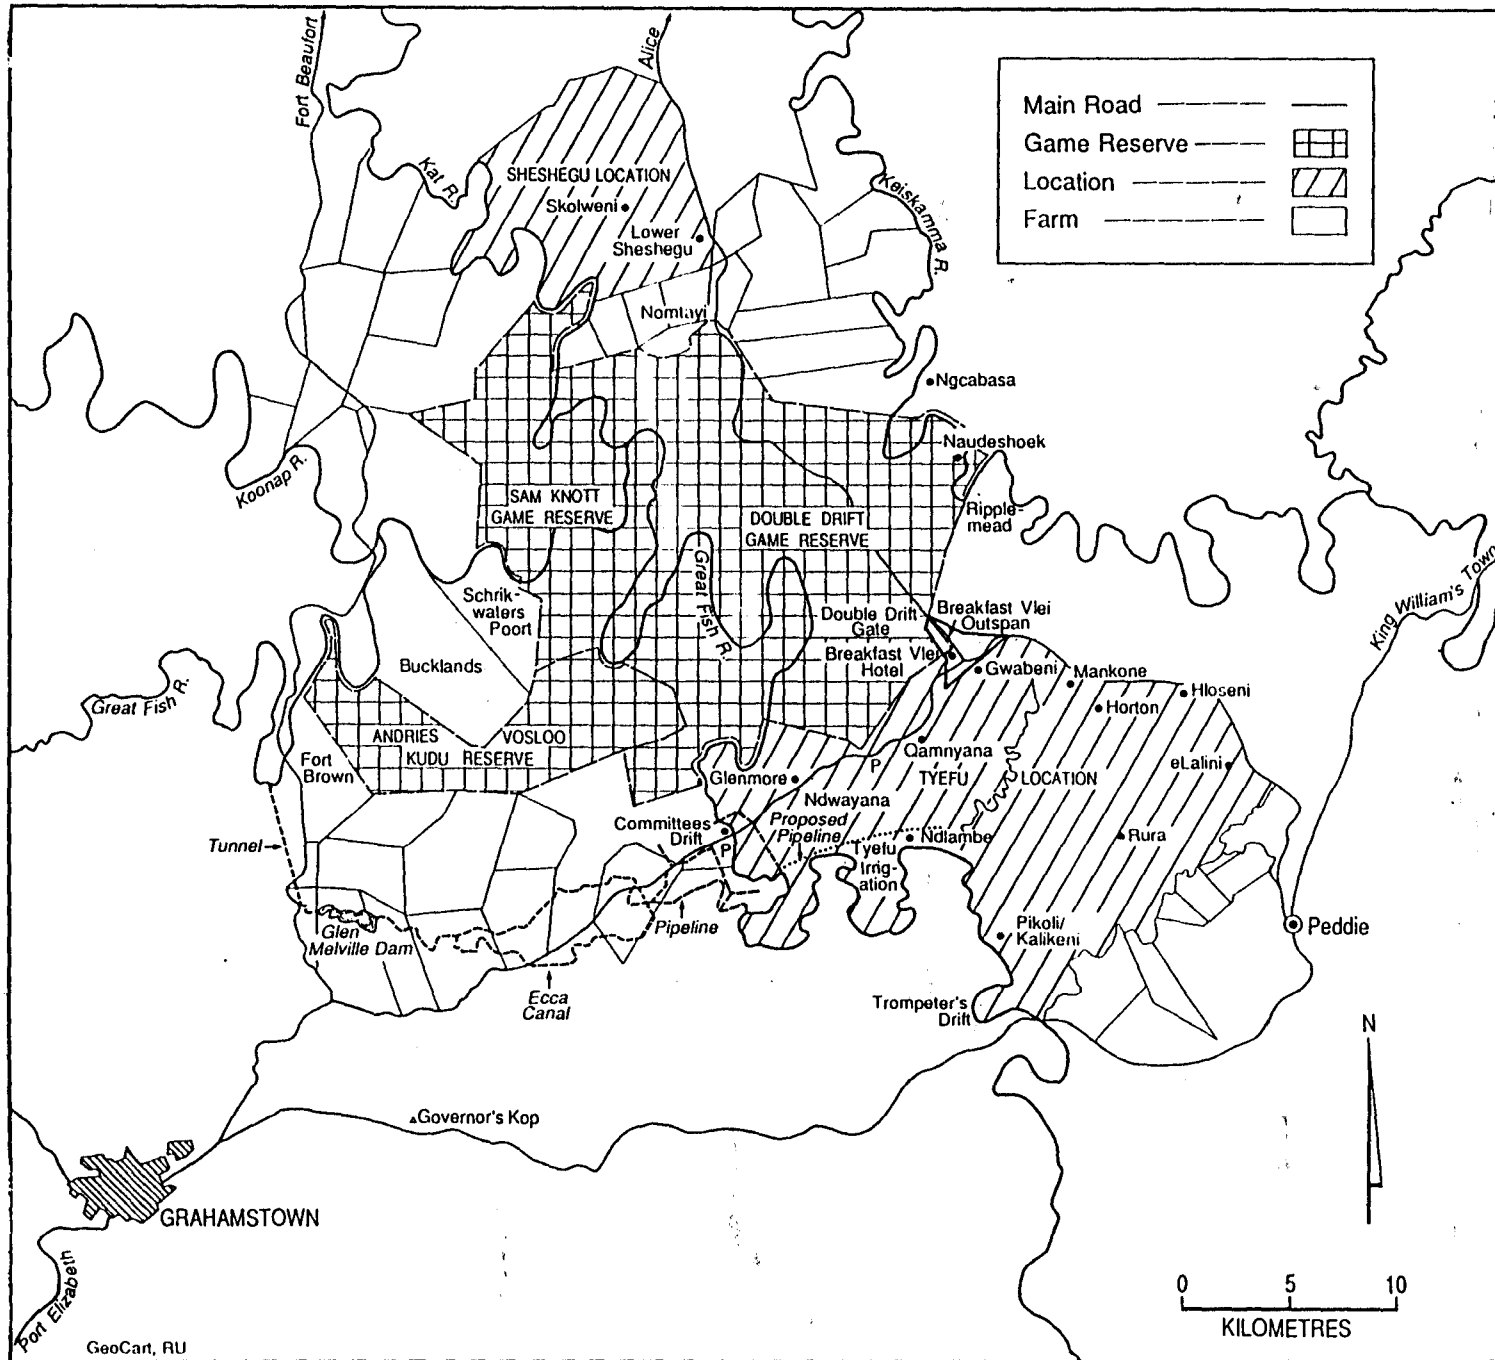 Fort Beaufort
Alice
Main Road
Game Reserve
Location
Farm
Kat R.
SHESHEGU LOCATION
Skolweni
Lower
Sheshegu
Keiskamma R.
Nomtayi
Ngcabasa
Naudeshoek
Koonap R.
SAM KNOTT
GAME RESERVE
DOUBLE DRIFT
GAME RESERVE
Ripple-
mead
Great Fish R.
King William's Town
Schrik-
waters
Poort
Double Drift
Gate
Breakfast Vlei
Outspan
Bucklands
Breakfast Vlei
Hotel
Gwabeni
Mankone
Hloseni
Great Fish R.
Horton
ANDRIES VOSLOO
KUDU RESERVE
Fort
Brown
Qamnyana
eLalini
P
Glenmore
TYEFU LOCATION
Ndwayana
Proposed
Pipeline
Committees
Drift
P
Tunnel
Tyefu
Irrig-
ation
Ndlambe
Rura
Glen
Melville Dam
Pipeline
Pikoli/
Kalikeni
Peddie
Ecca
Canal
Trompeter's
Drift
N
Governor's Kop
GRAHAMSTOWN
Port Elizabeth
0 5 10
KILOMETRES
GeoCart, RU